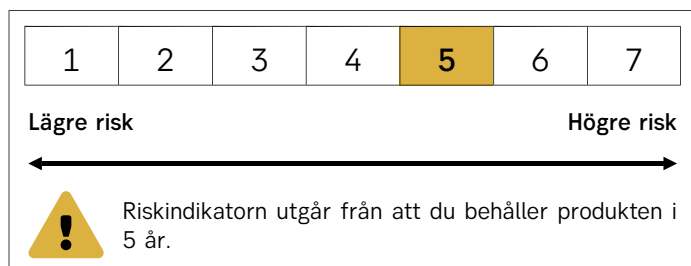 1 2 3 4 5 6 7
Lägre risk Högre risk
Riskindikatorn utgår från att du behåller produkten i
5 år.